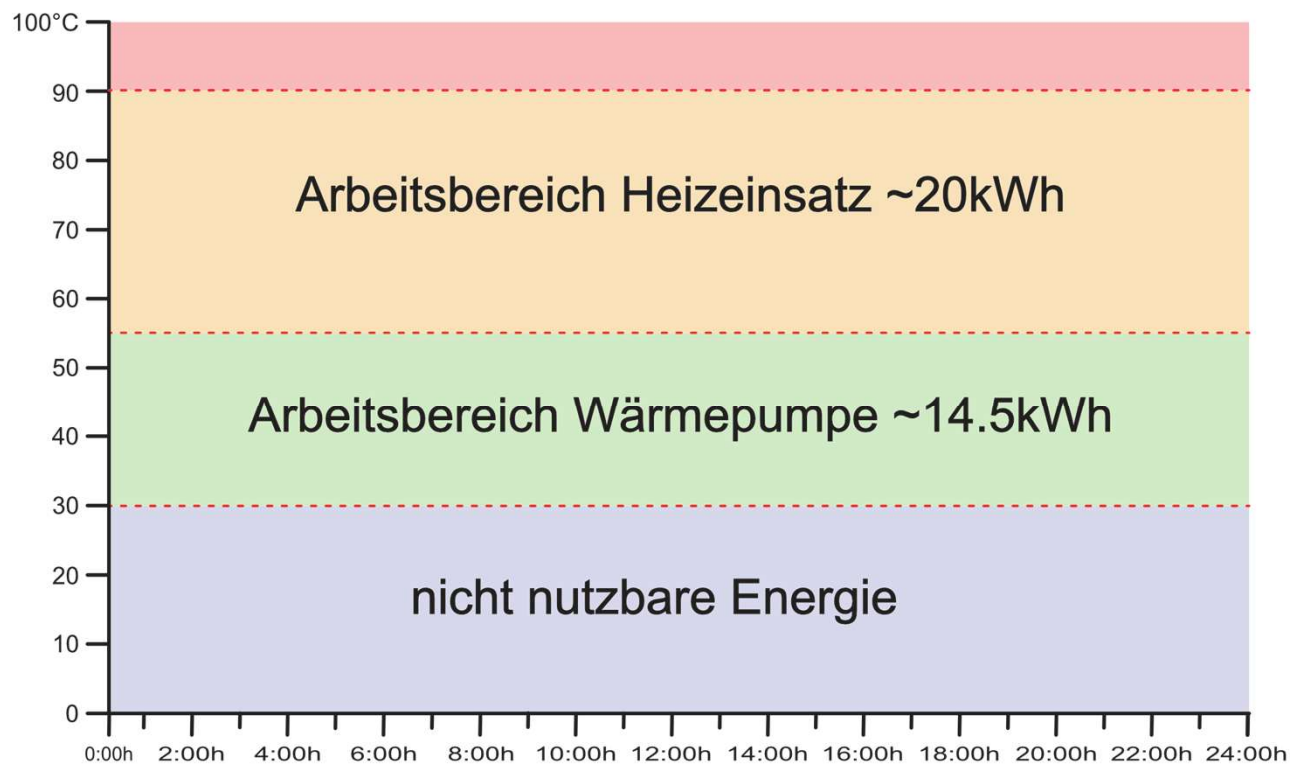 100°C
90
80
Arbeitsbereich Heizeinsatz ~20kWh
70
60
50
Arbeitsbereich Wärmepumpe ~14.5kWh
40
30
20
nicht nutzbare Energie
10
0
0:00h 2:00h 4:00h 6:00h 8:00h 10:00h 12:00h 14:00h 16:00h 18:00h 20:00h 22:00h 24:00h